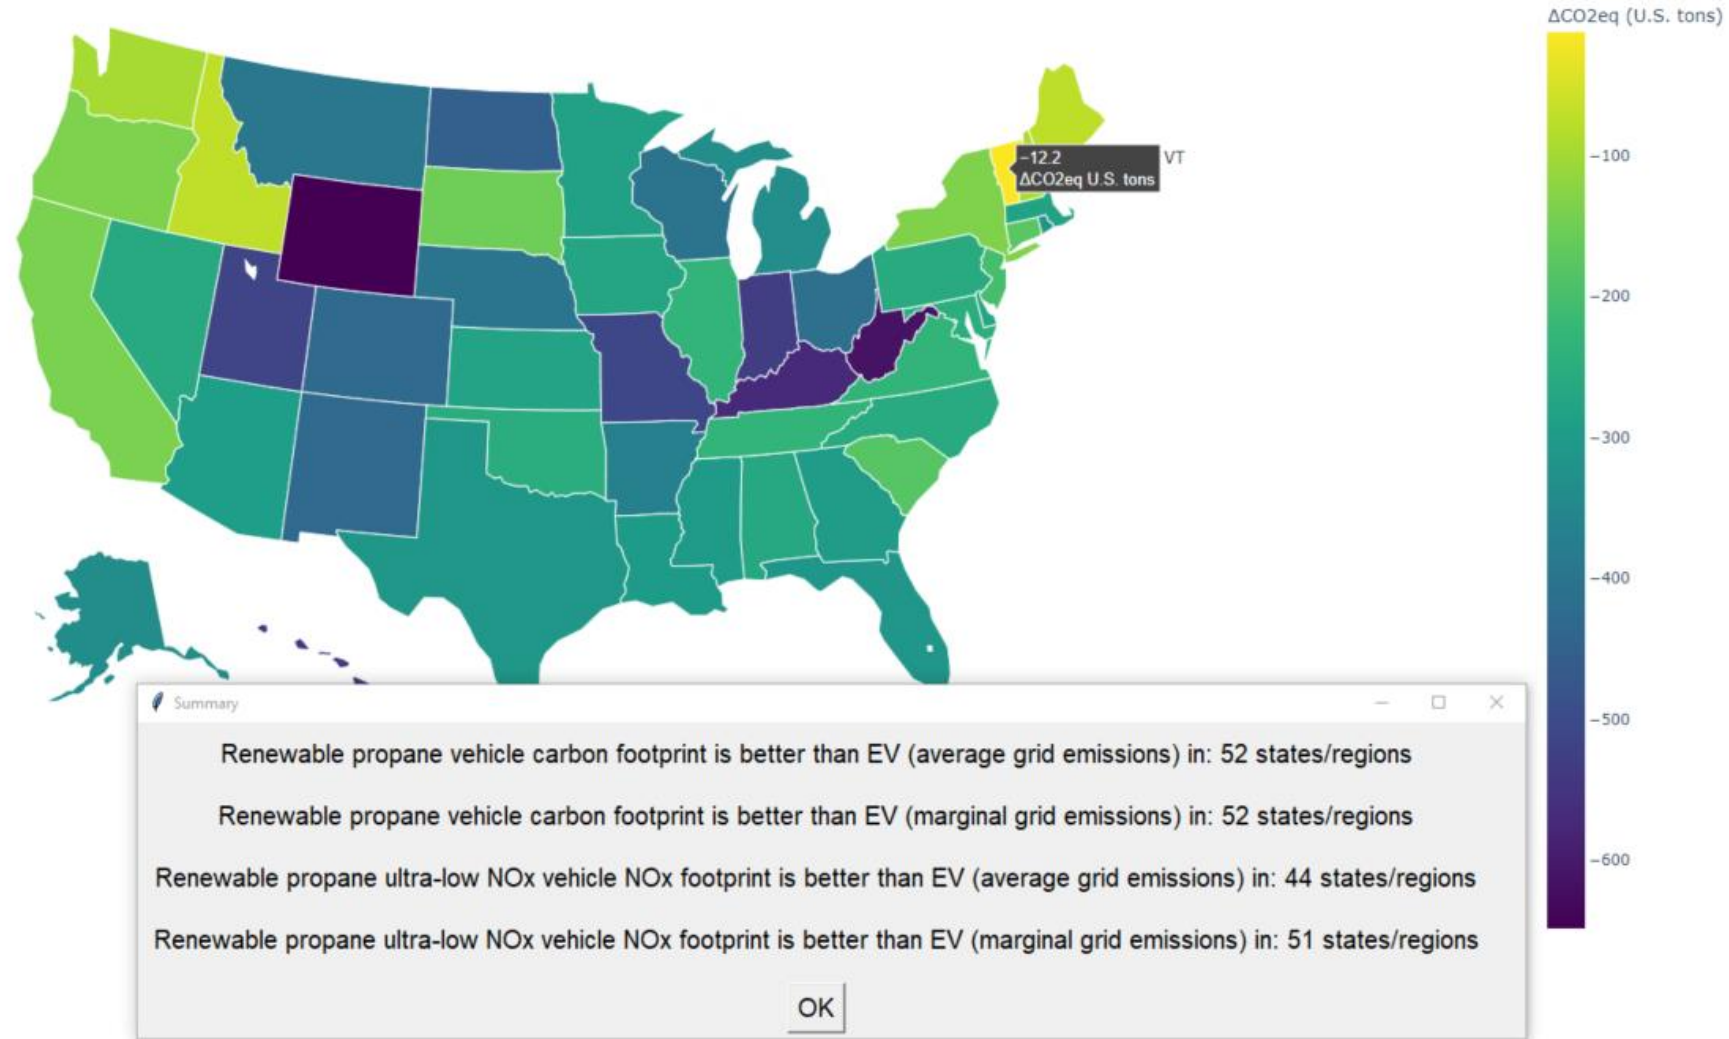 ΔCO2eq (U.S. tons)
−12.2
VT
ΔCO2eq U.S. tons
−100
−200
−300
−400
−500
−600
Summary
Renewable propane vehicle carbon footprint is better than EV (average grid emissions) in: 52 states/regions
Renewable propane vehicle carbon footprint is better than EV (marginal grid emissions) in: 52 states/regions
Renewable propane ultra-low NOx vehicle NOx footprint is better than EV (average grid emissions) in: 44 states/regions
Renewable propane ultra-low NOx vehicle NOx footprint is better than EV (marginal grid emissions) in: 51 states/regions
OK